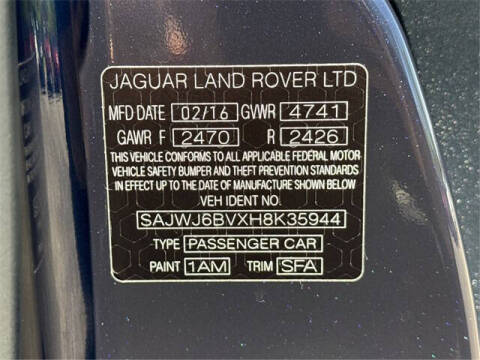 JAGUAR LAND ROVER LTD
MFD DATE 02/16 GVWR 4741
GAWR F 2470 R 2426
THIS VEHICLE CONFORMS TO ALL APPLICABLE FEDERAL MOTOR
VEHICLE SAFETY BUMPER AND THEFT PREVENTION STANDARDS
IN EFFECT ON THE DATE OF MANUFACTURE SHOWN BELOW
VEH IDENT NO.
SAJWJ6BVXH8K35944
TYPE PASSENGER CAR
PAINT 1AM TRIM SFA